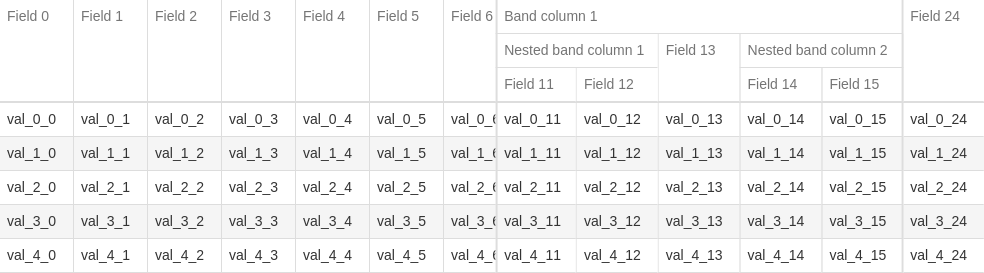 Field 0 Field 1 Field 2 Field 3 Field 4 Field 5 Field 6 Band column 1 Field 24
Nested band column 1 Field 13 Nested band column 2
Field 11 Field 12 Field 14 Field 15
val_0_0 val_0_1 val_0_2 val_0_3 val_0_4 val_0_5 val_0_6 val_0_11 val_0_12 val_0_13 val_0_14 val_0_15 val_0_24
val_1_0 val_1_1 val_1_2 val_1_3 val_1_4 val_1_5 val_1_6 val_1_11 val_1_12 val_1_13 val_1_14 val_1_15 val_1_24
val_2_0 val_2_1 val_2_2 val_2_3 val_2_4 val_2_5 val_2_6 val_2_11 val_2_12 val_2_13 val_2_14 val_2_15 val_2_24
val_3_0 val_3_1 val_3_2 val_3_3 val_3_4 val_3_5 val_3_6 val_3_11 val_3_12 val_3_13 val_3_14 val_3_15 val_3_24
val_4_0 val_4_1 val_4_2 val_4_3 val_4_4 val_4_5 val_4_6 val_4_11 val_4_12 val_4_13 val_4_14 val_4_15 val_4_24